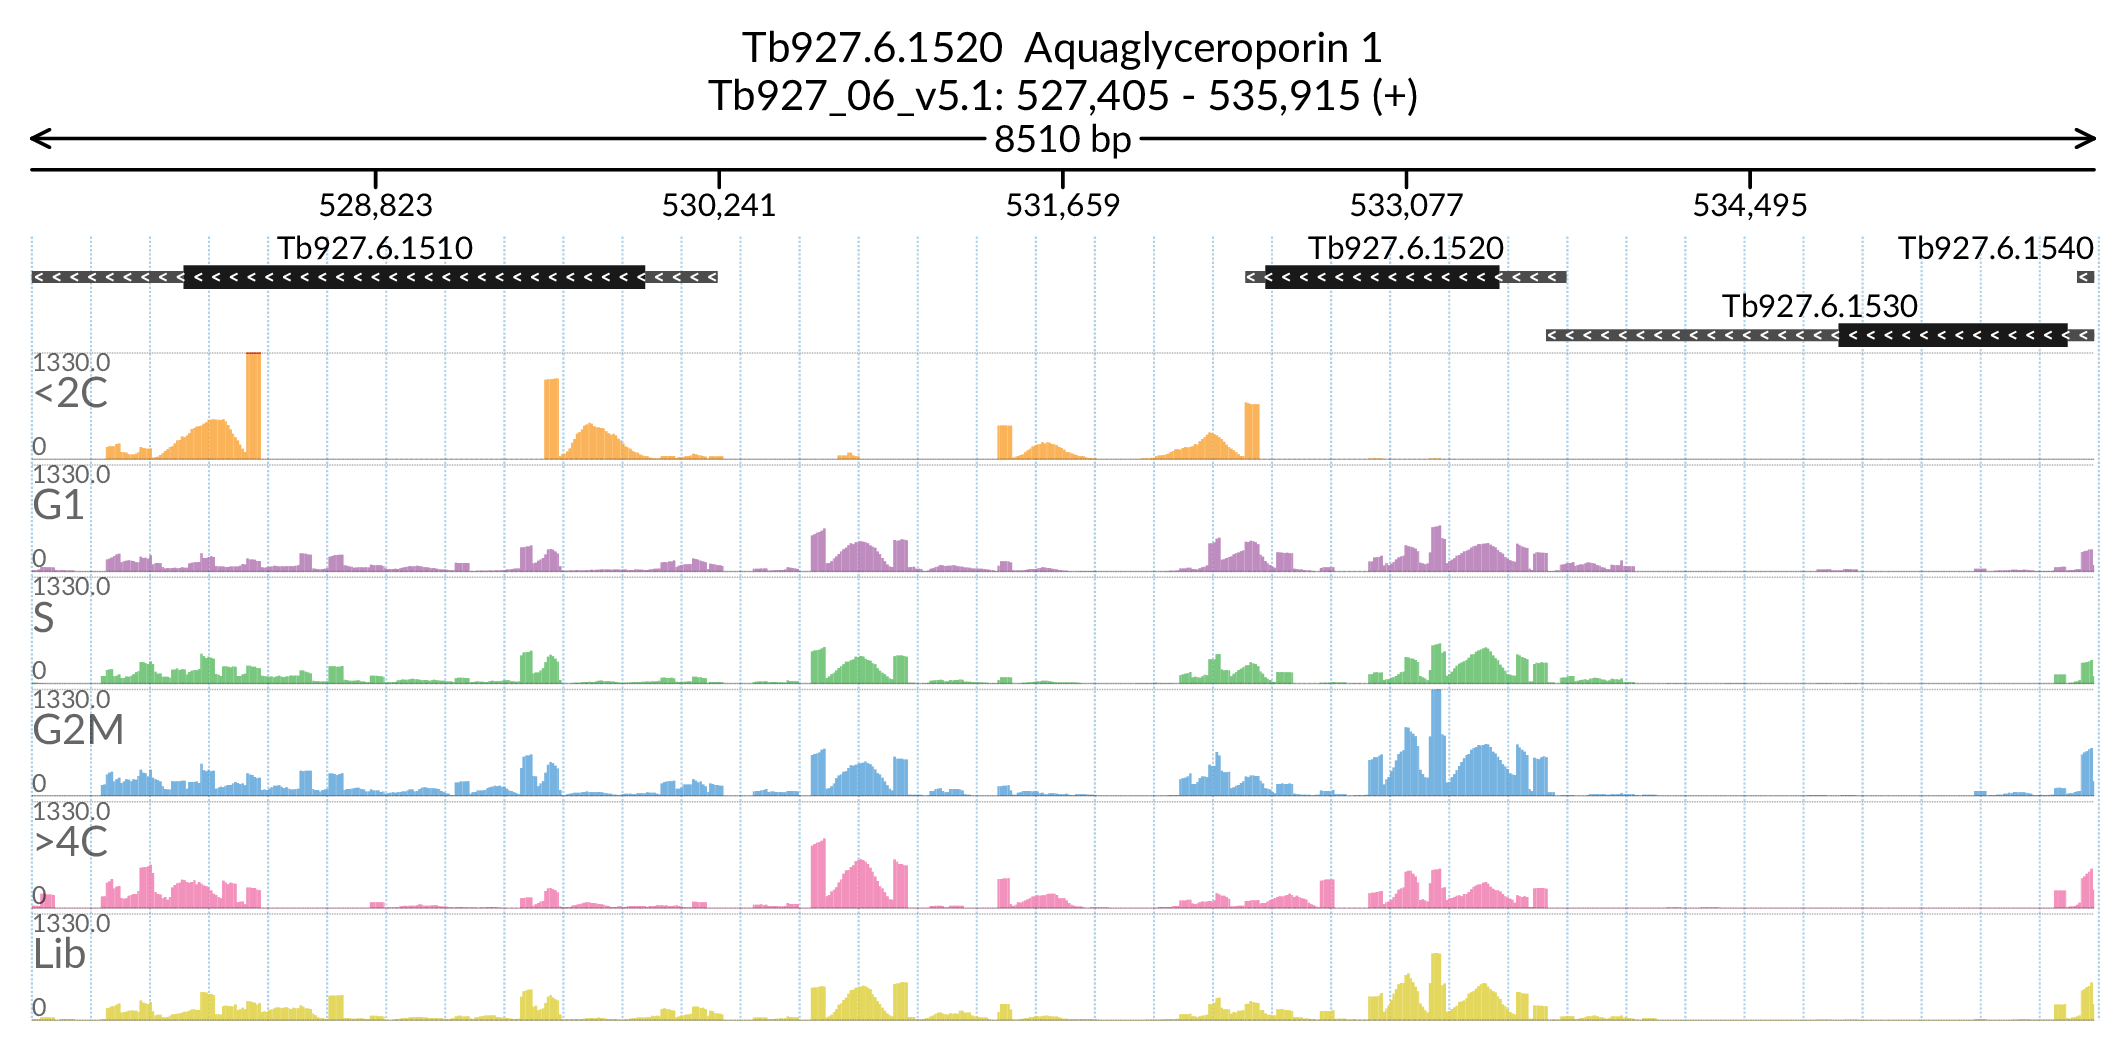 Tb927.6.1520 Aquaglyceroporin 1
Tb927_06_v5.1: 527,405 - 535,915 (+)
8510 bp
528,823 530,241 531,659 533,077 534,495
Tb927.6.1510 Tb927.6.1520 Tb927.6.1540
Tb927.6.1530
1330.0
<2C
0
1330.0
G1
0
1330.0
S
0
1330.0
G2M
0
1330.0
>4C
0
1330.0
Lib
0